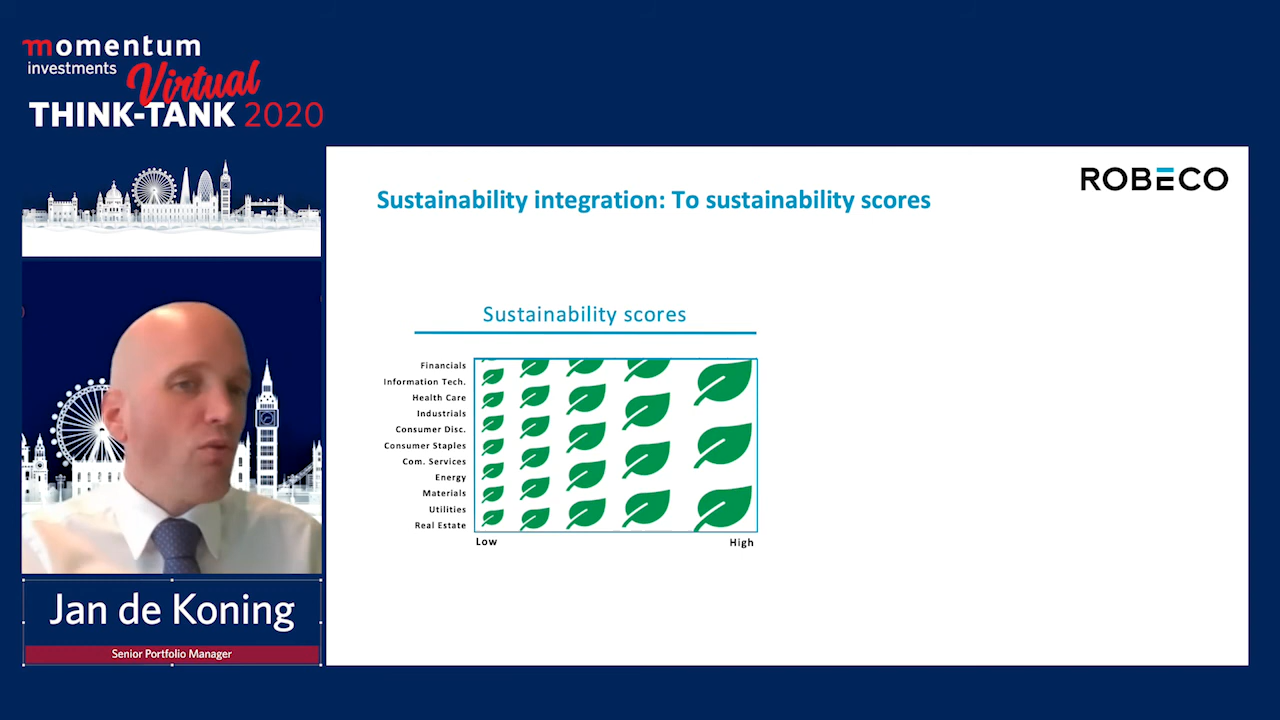 momentum
investments
Virtual
THINK-TANK 2020
ROBECO
Sustainability integration: To sustainability scores
Sustainability scores
Financials
Information Tech.
Health Care
Industrials
Consumer Disc.
Consumer Staples
Com. Services
Energy
Materials
Utilities
Real Estate
Low
High
Jan de Koning
Senior Portfolio Manager